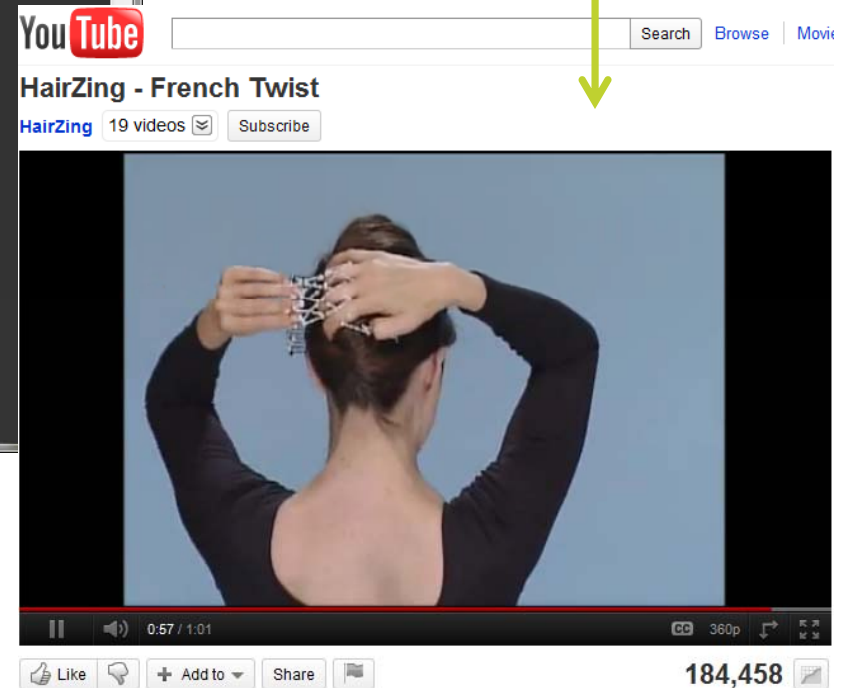 YouTube Search Browse Movie
HairZing - French Twist
HairZing 19 videos Subscribe
0:57 / 1:01 CC 360p
Like Add to Share 184,458